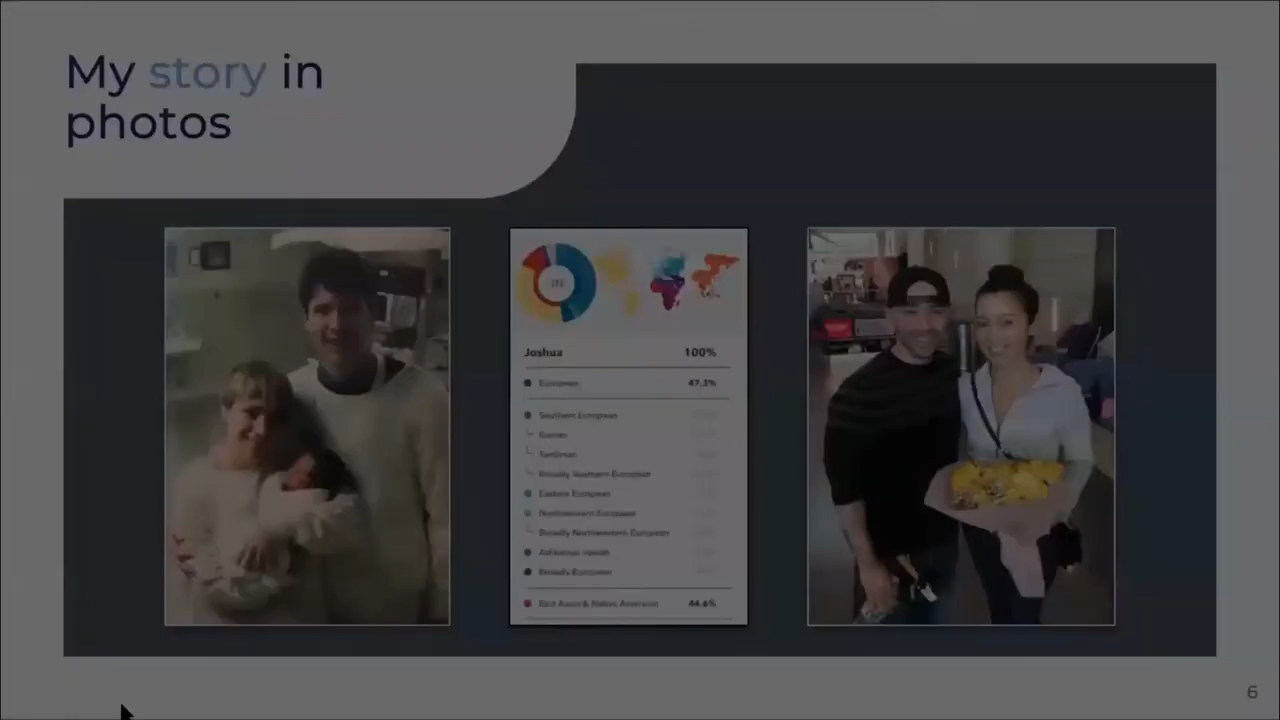 My story in
photos
Joshua 100%
European 47.3%
Southern European
Iberian
Sardinian
Broadly Southern European
Eastern European
Northwestern European
Broadly Northwestern European
Ashkenazi Jewish
Broadly European
East Asian & Native American 44.6%
6